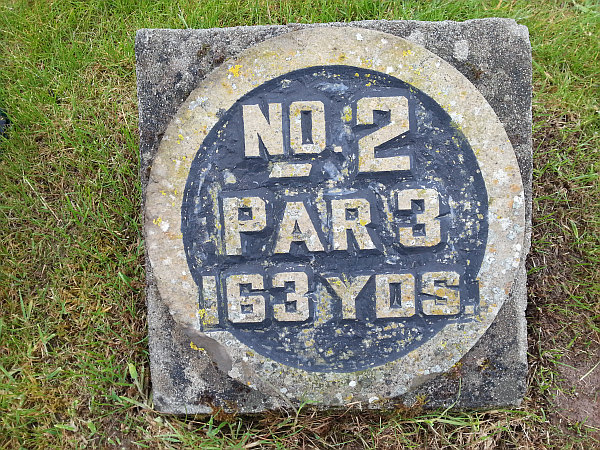 NO. 2
PAR 3
163 YDS.